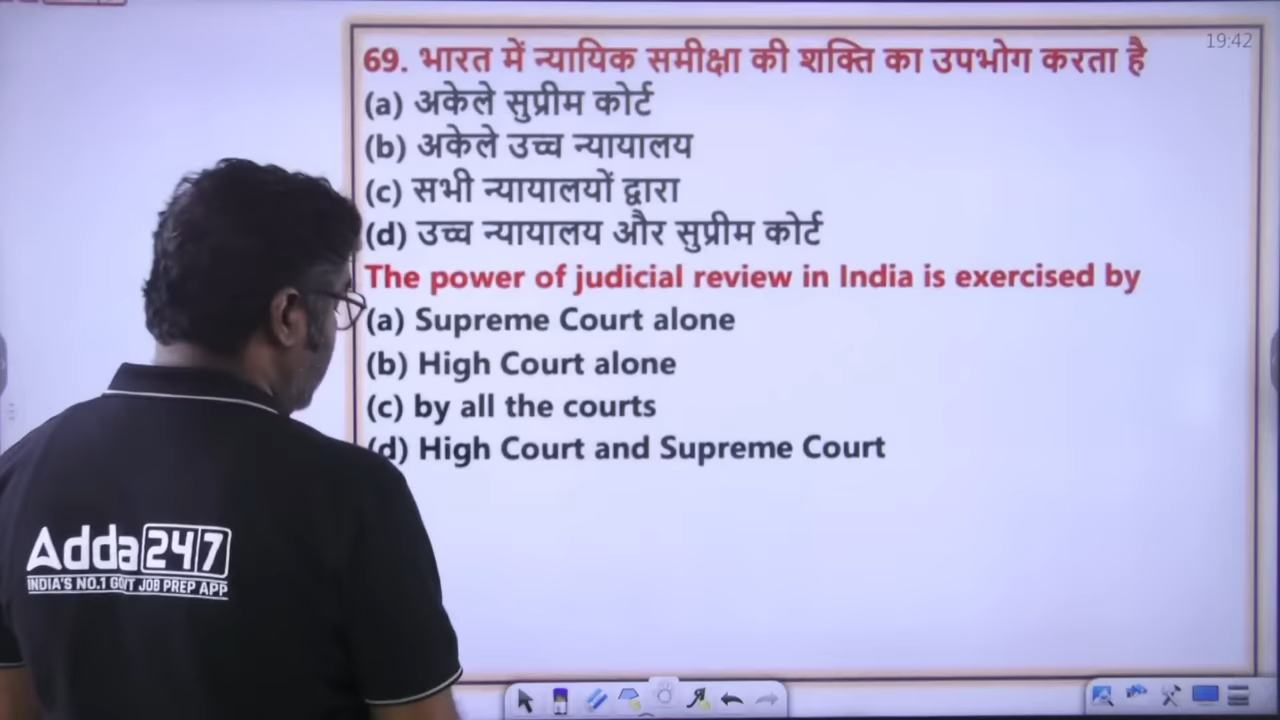 19:42
69. भारत में न्यायिक समीक्षा की शक्ति का उपभोग करता है
(a) अकेले सुप्रीम कोर्ट
(b) अकेले उच्च न्यायालय
(c) सभी न्यायालयों द्वारा
(d) उच्च न्यायालय और सुप्रीम कोर्ट
The power of judicial review in India is exercised by
(a) Supreme Court alone
(b) High Court alone
(c) by all the courts
(d) High Court and Supreme Court
Adda247
INDIA'S NO.1 GOVT JOB PREP APP